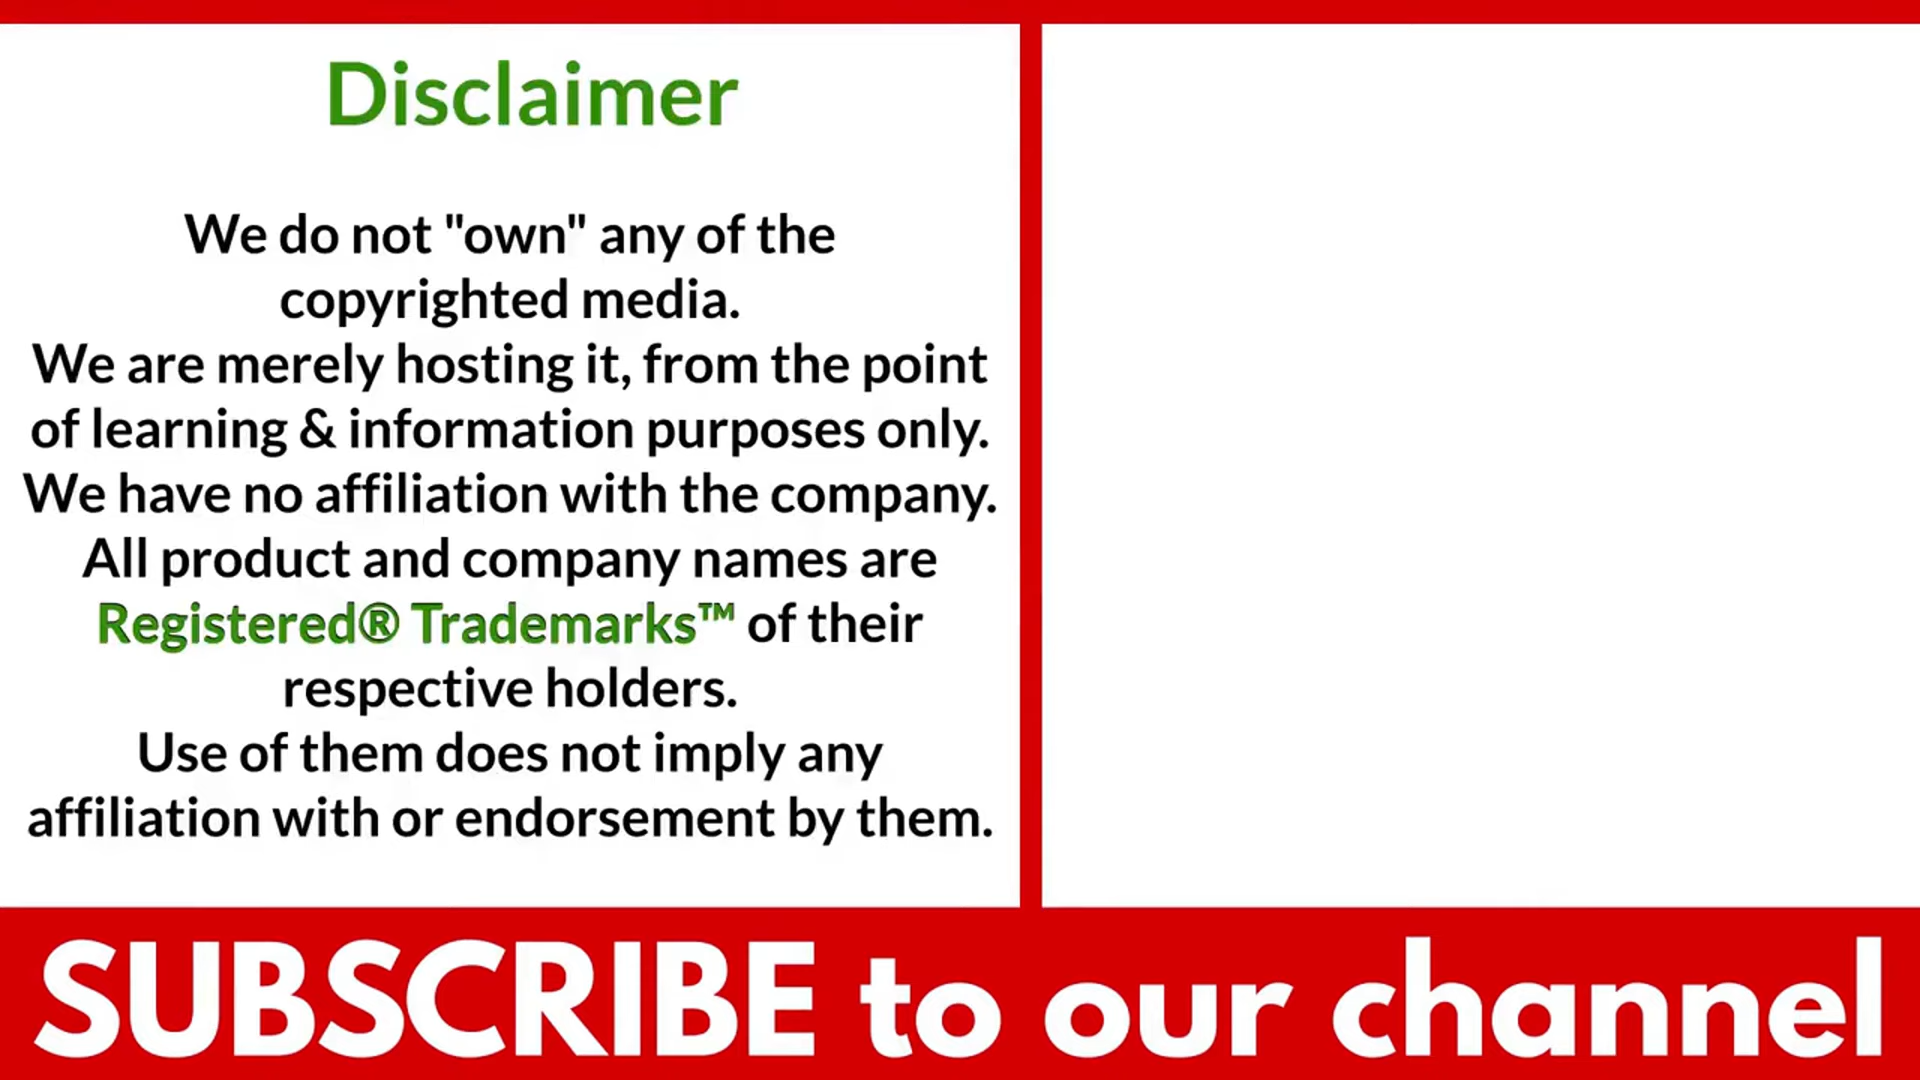 Disclaimer
We do not "own" any of the
copyrighted media.
We are merely hosting it, from the point
of learning & information purposes only.
We have no affiliation with the company.
All product and company names are
Registered® Trademarks™ of their
respective holders.
Use of them does not imply any
affiliation with or endorsement by them.
SUBSCRIBE to our channel